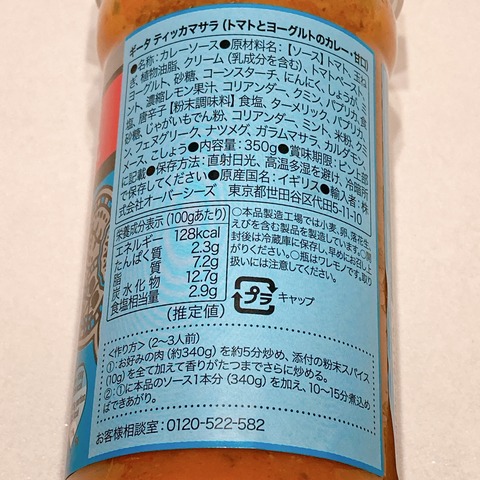 ギータ ティッカマサラ (トマトとヨーグルトのカレー・甘口)
●名称:カレーソース●原材料名:【ソース】トマト、玉ね
ぎ、植物油脂、クリーム(乳成分を含む)、トマトペースト、
ヨーグルト、砂糖、コーンスターチ、にんにく、しょうが、ミ
ント、濃縮レモン果汁、コリアンダー、クミン、パプリカ、食
塩、唐辛子【粉末調味料】食塩、ターメリック、パプリカ、
砂糖、じゃがいもでん粉、コリアンダー、ミント、米粉、クミ
ン、フェヌグリーク、ナツメグ、ガラムマサラ、カルダモン、
メース、こしょう●内容量:350g●賞味期限:ビン上部
に記載●保存方法:直射日光、高温多湿を避け、冷暗所
で保存してください●原産国名:イギリス●輸入者:株
式会社オーバーシーズ 東京都世田谷区代田5-11-10
栄養成分表示(100gあたり)
エネルギー 128kcal
たんぱく質 2.3g
脂質 7.2g
炭水化物 12.7g
食塩相当量 2.9g
(推定値)
○本品製造工場では小麦、卵、落花生、
えびを含む製品を製造しています。○開
封後は冷蔵庫に保存し、早めにお召し上
がりください。○瓶はワレモノです。取り
扱いには注意してください。
プラ キャップ
<作り方> (2~3人前)
①:お好みの肉(約340g)を約5分炒め、添付の粉末スパイス
(10g)を全て加えて香りがたつまでさらに炒める。
②:①に本品のソース1本分(340g)を加え、10~15分煮込め
ばできあがり。
お客様相談室:0120-522-582